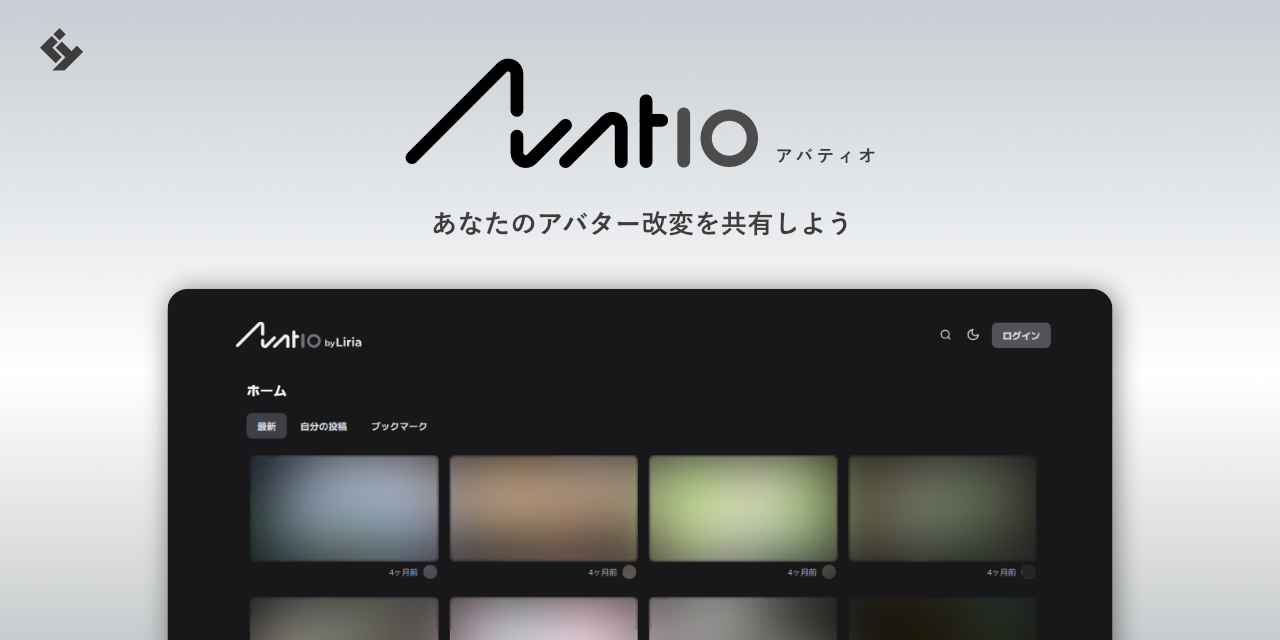 Avatio アバティオ
あなたのアバター改変を共有しよう
Avatio by Liria
ログイン
ホーム
最新 自分の投稿 ブックマーク
4ヶ月前 4ヶ月前 4ヶ月前 4ヶ月前